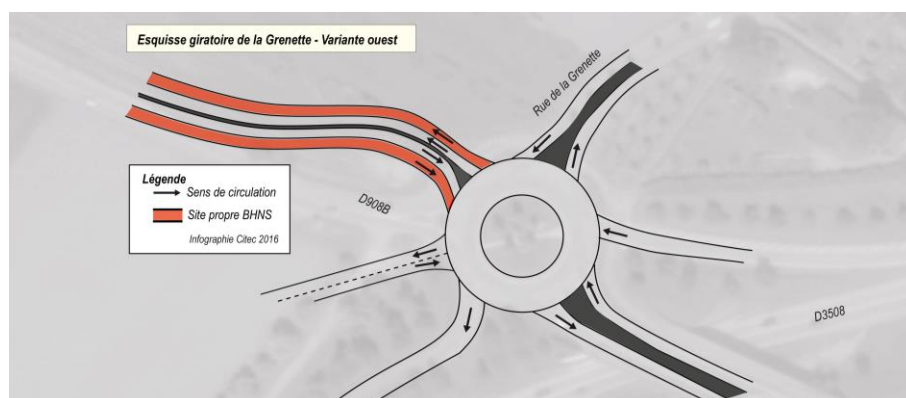 Esquisse giratoire de la Grenette - Variante ouest
Rue de la Grenette
Légende
Sens de circulation
Site propre BHNS
Infographie Citec 2016
D908B
D3508